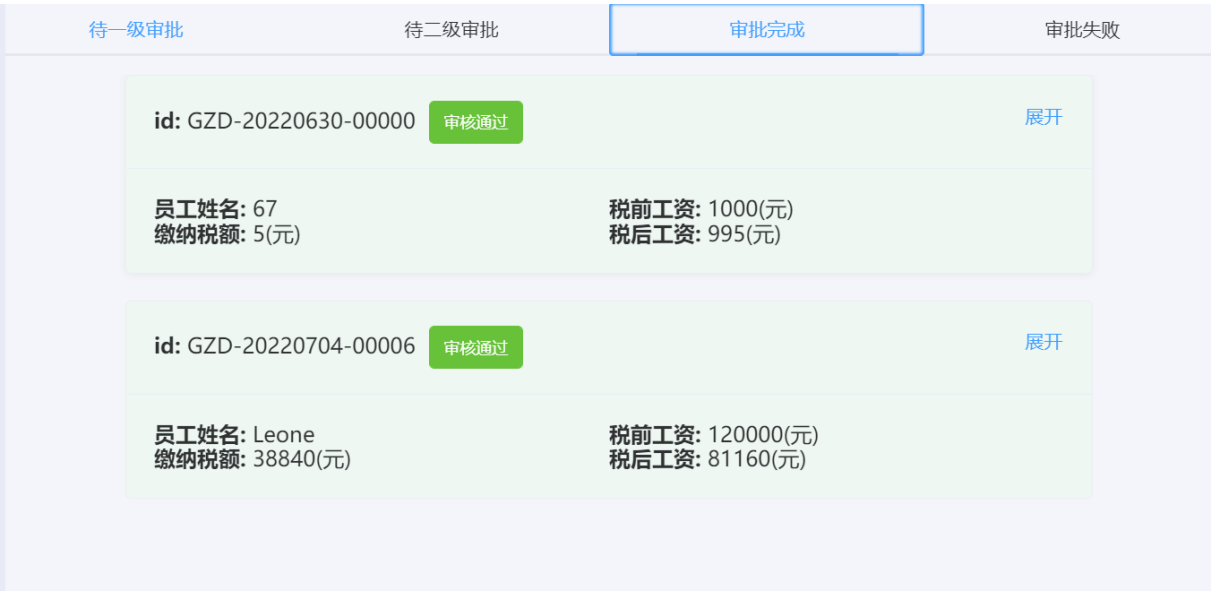 待一级审批 待二级审批 审批完成 审批失败
id: GZD-20220630-00000 审核通过 展开
员工姓名: 67 税前工资: 1000(元)
缴纳税额: 5(元) 税后工资: 995(元)
id: GZD-20220704-00006 审核通过 展开
员工姓名: Leone 税前工资: 120000(元)
缴纳税额: 38840(元) 税后工资: 81160(元)